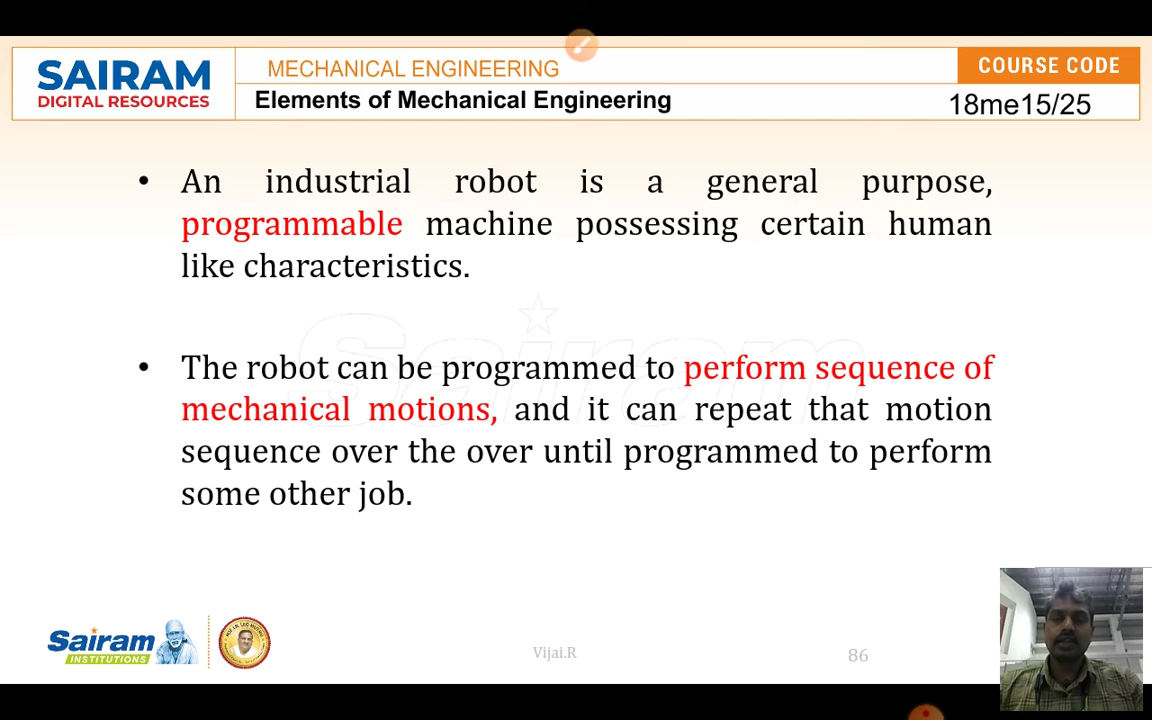 SAIRAM
DIGITAL RESOURCES
MECHANICAL ENGINEERING
COURSE CODE
Elements of Mechanical Engineering
18me15/25
• An industrial robot is a general purpose,
programmable machine possessing certain human
like characteristics.
Sairam
• The robot can be programmed to perform sequence of
mechanical motions, and it can repeat that motion
sequence over the over until programmed to perform
some other job.
Sairam
INSTITUTIONS
Vijai.R
86